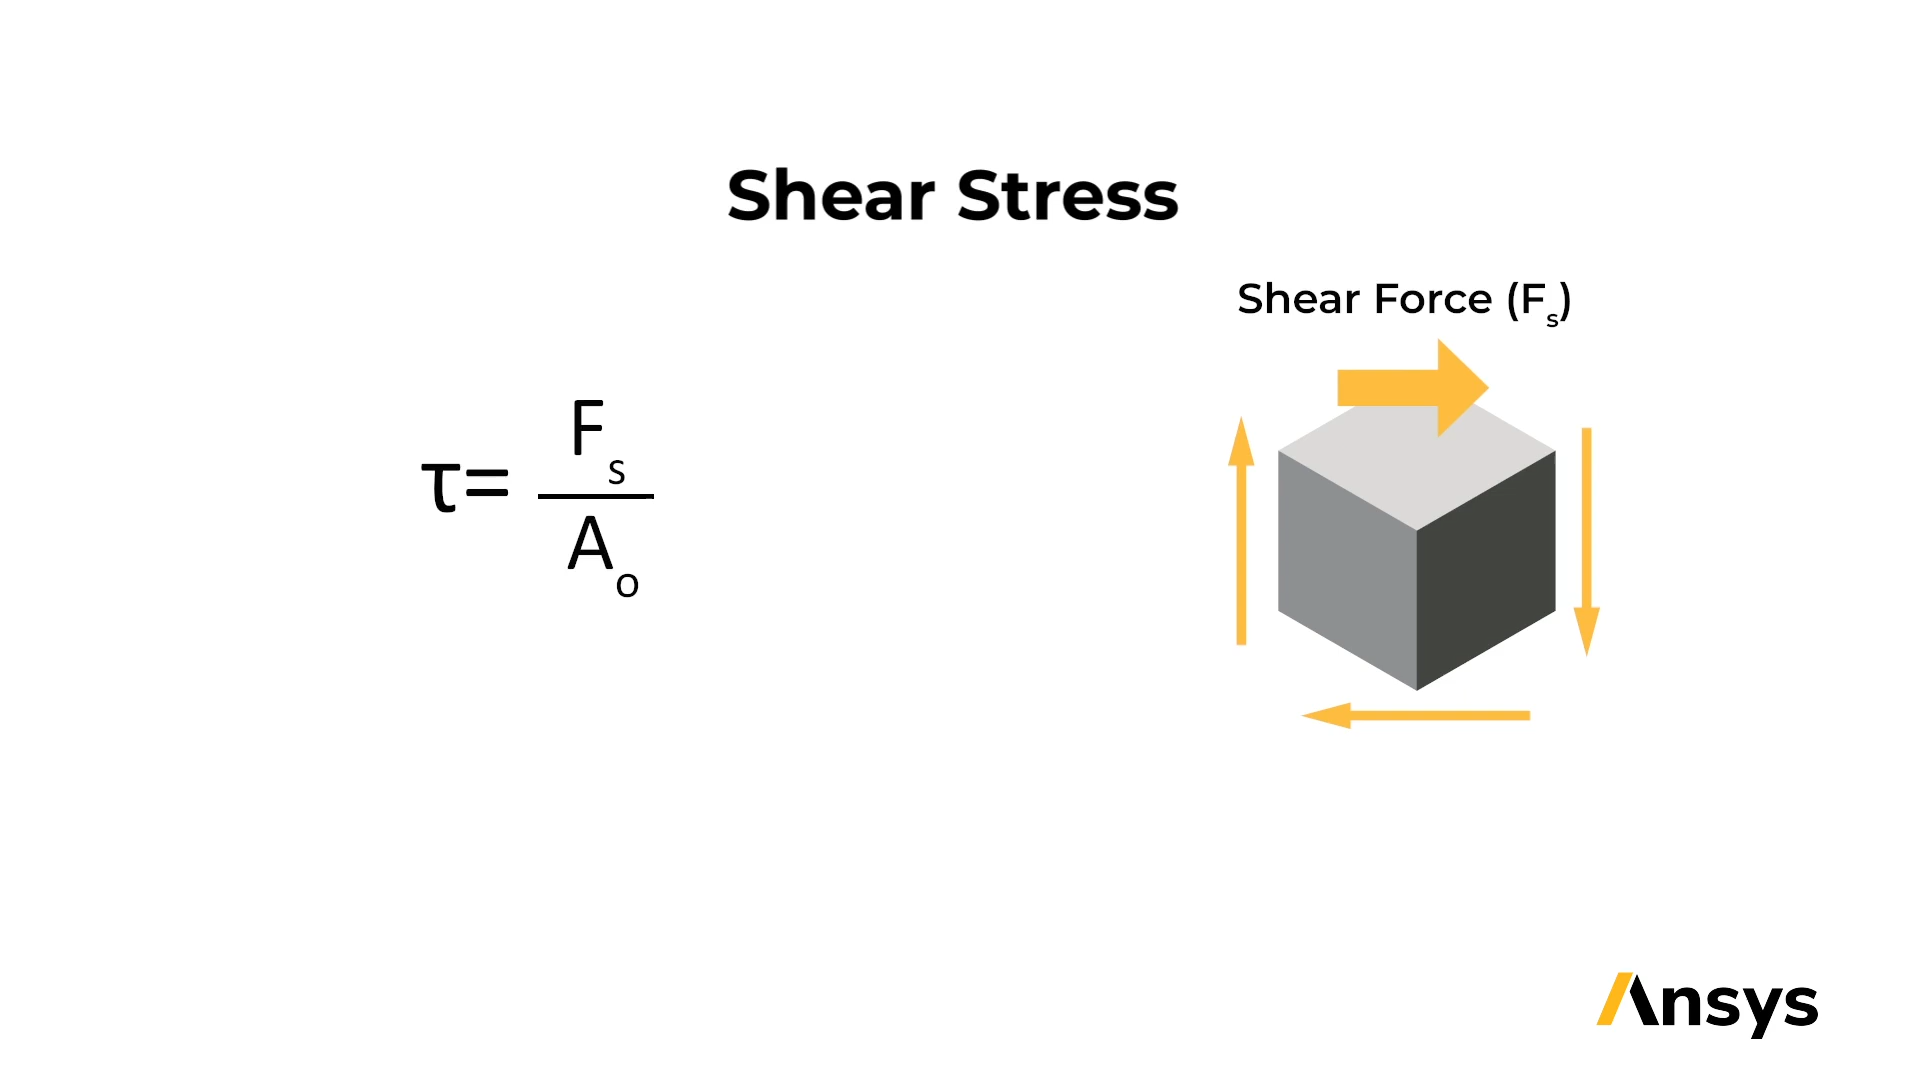 Shear Stress
Shear Force (Fs)
τ= Fs
Ao
Ansys